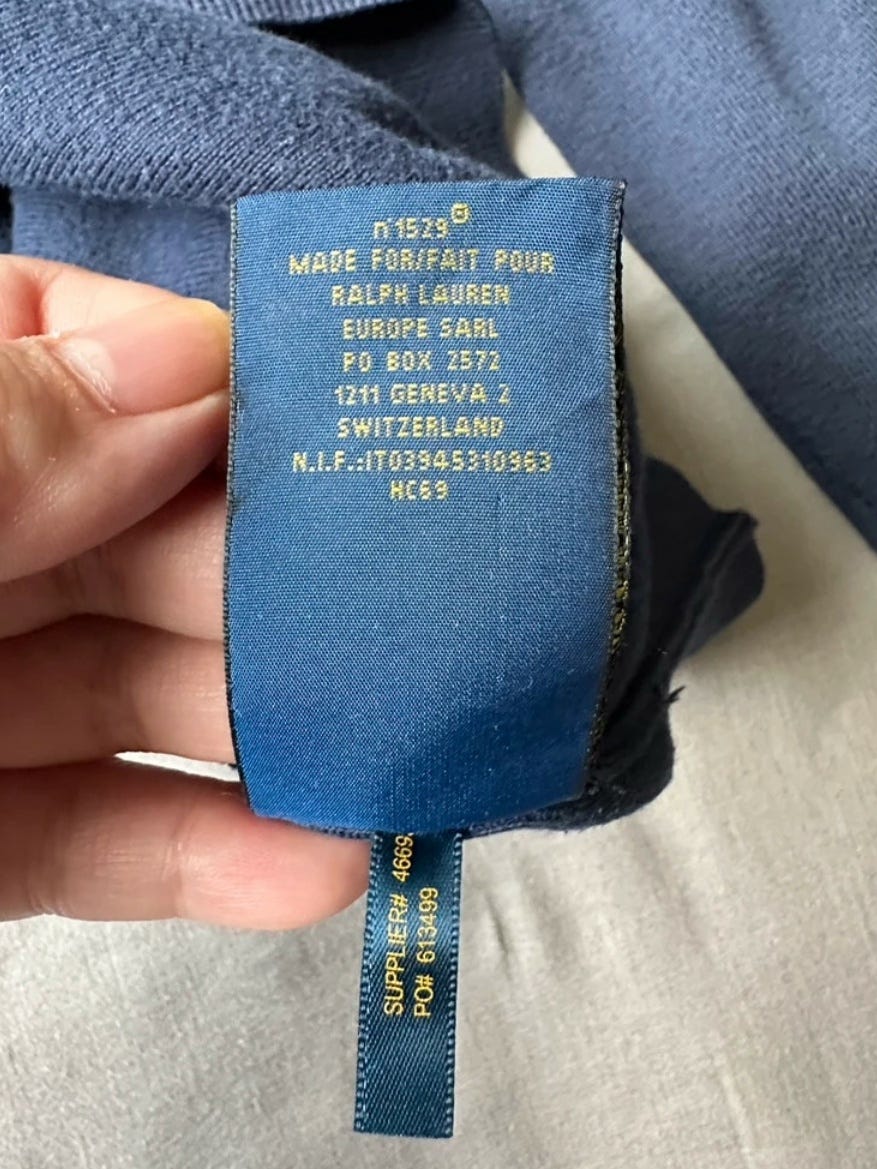 n1529
MADE FOR/FAIT POUR
RALPH LAUREN
EUROPE SARL
PO BOX 2572
1211 GENEVA 2
SWITZERLAND
N.I.F.:IT03945310963
HC69
SUPPLIER#
PO# 613499